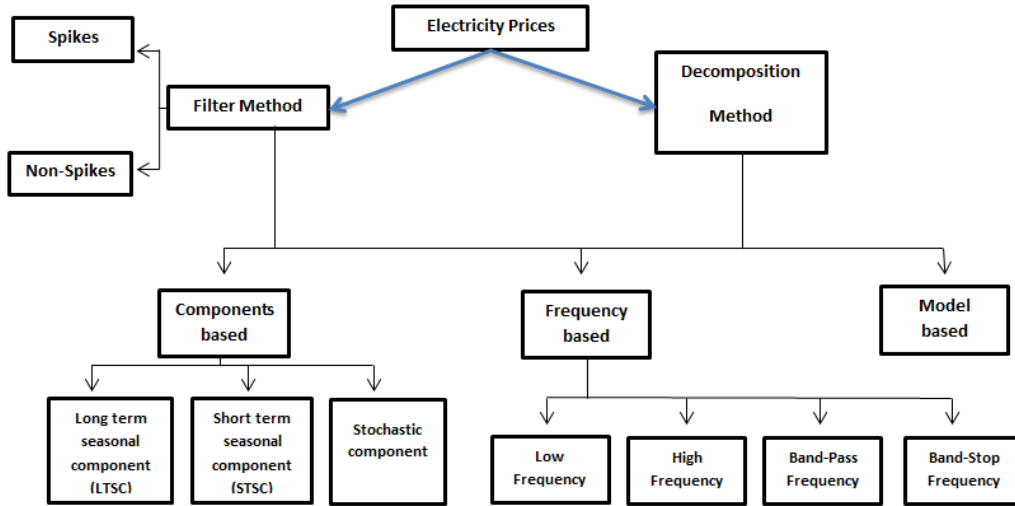 Electricity Prices
Spikes
Filter Method
Non-Spikes
Decomposition
Method
Components
based
Frequency
based
Model
based
Long term
seasonal
component
(LTSC)
Short term
seasonal
component
(STSC)
Stochastic
component
Low
Frequency
High
Frequency
Band-Pass
Frequency
Band-Stop
Frequency